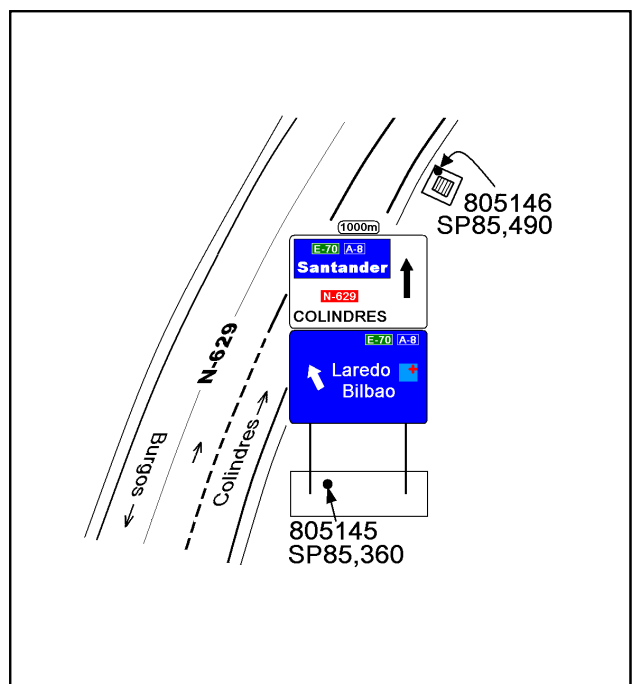 805146
SP85,490
1000m
E-70 A-8
Santander
N-629
COLINDRES
E-70 A-8
Laredo
Bilbao
N-629
Burgos
Colindres
805145
SP85,360